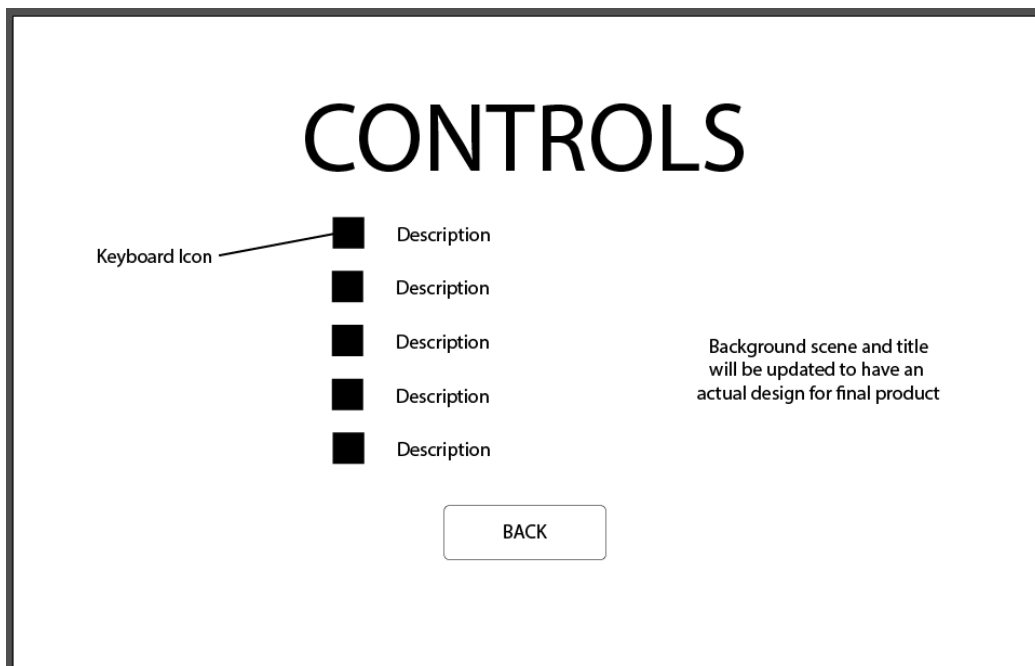 CONTROLS
Description
Keyboard Icon
Description
Description
Background scene and title
will be updated to have an
actual design for final product
Description
Description
BACK